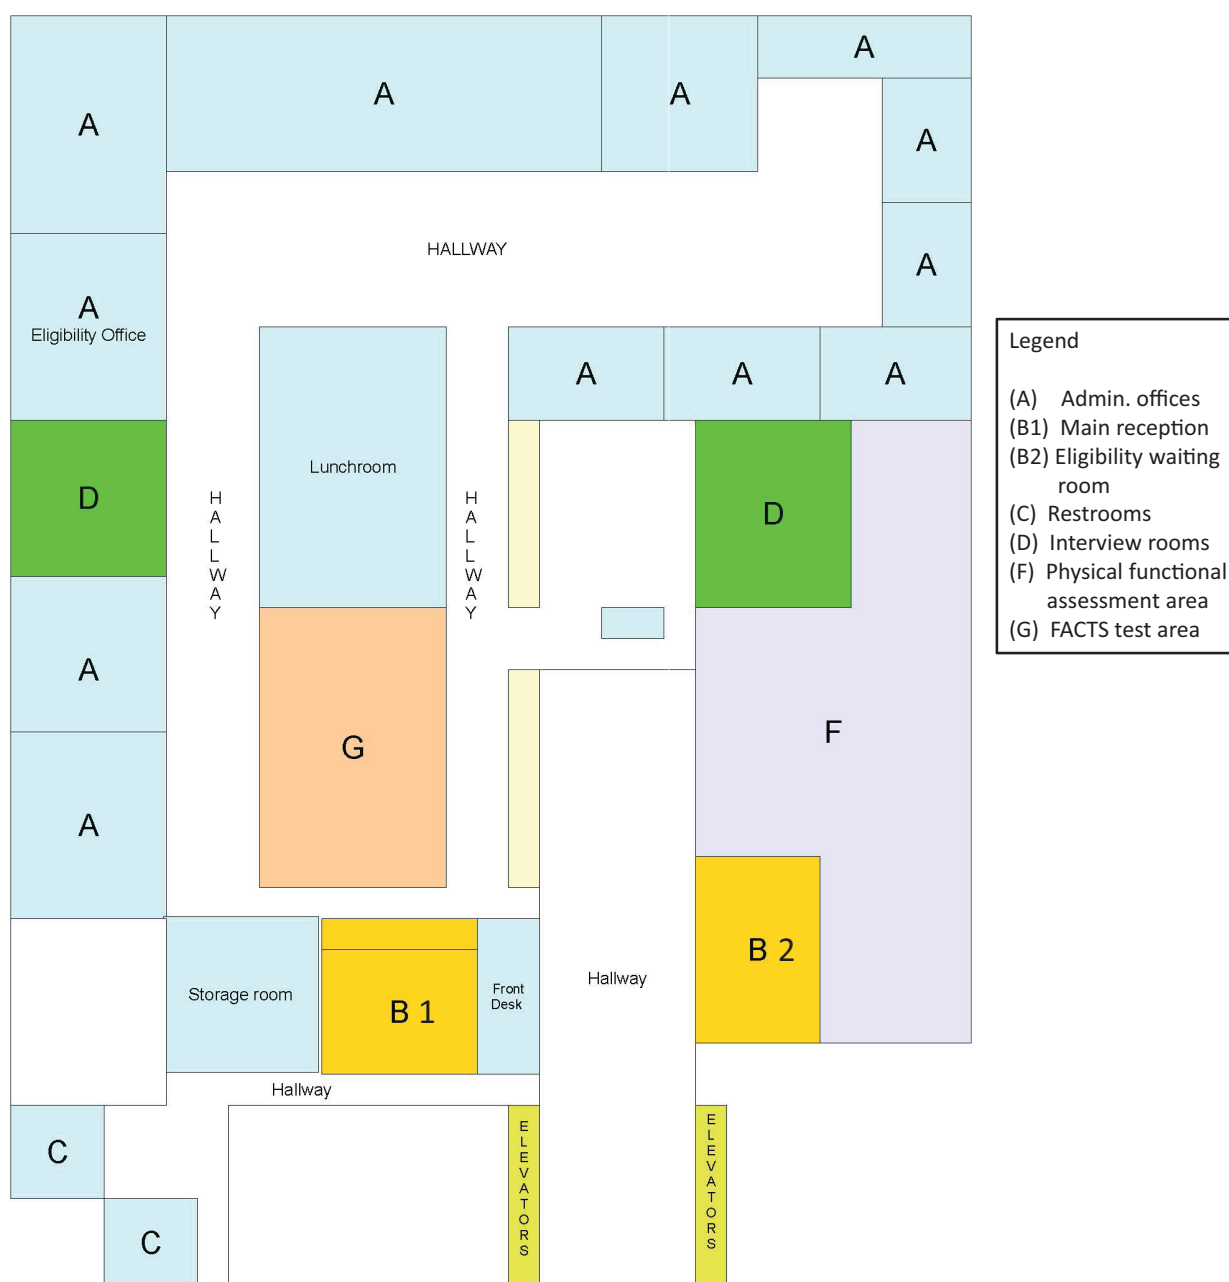 A
A
A
A
A
A
HALLWAY
A
Eligibility Office
A
A
A
Legend
(A) Admin. offices
(B1) Main reception
(B2) Eligibility waiting
room
(C) Restrooms
(D) Interview rooms
(F) Physical functional
assessment area
(G) FACTS test area
Lunchroom
D
HALLWAY
HALLWAY
D
A
G
F
A
B 2
Storage room
B 1
Front
Desk
Hallway
Hallway
C
ELEVATORS
ELEVATORS
C